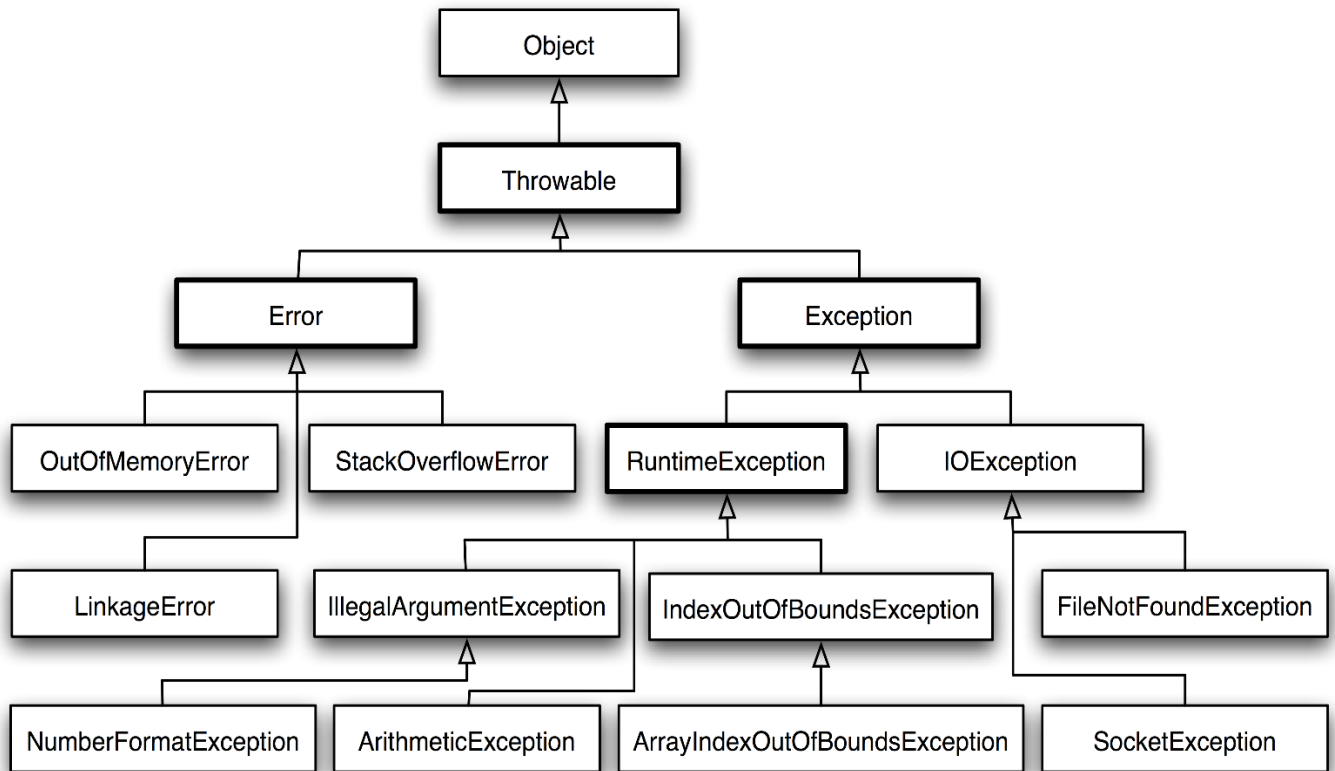 Object
Throwable
Error
Exception
OutOfMemoryError
StackOverflowError
RuntimeException
IOException
LinkageError
IllegalArgumentException
IndexOutOfBoundsException
FileNotFoundException
NumberFormatException
ArithmeticException
ArrayIndexOutOfBoundsException
SocketException